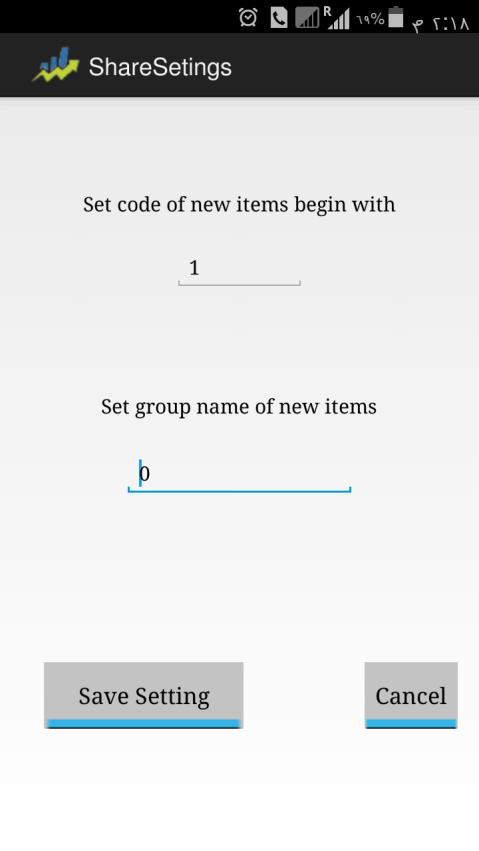 R ٦٩% ٢:١٨ م
ShareSetings
Set code of new items begin with
1
Set group name of new items
0
Save Setting
Cancel